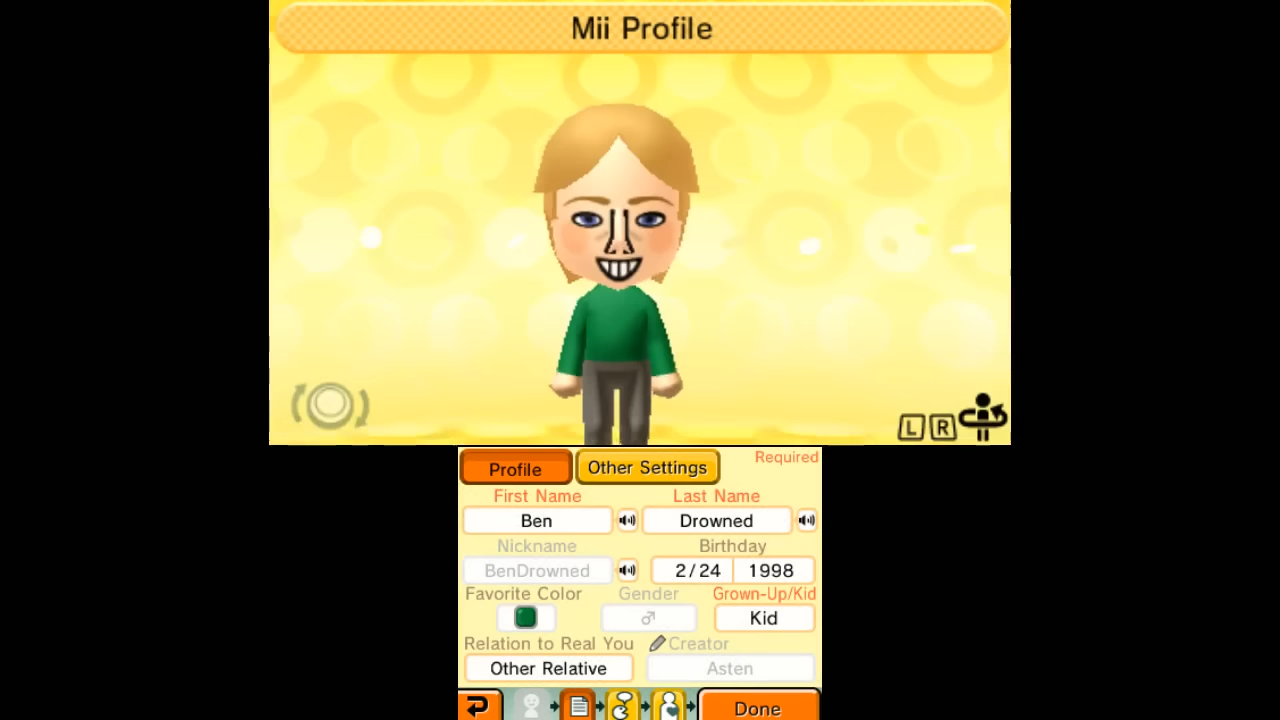 Mii Profile
L R
Profile Other Settings Required
First Name Last Name
Ben Drowned
Nickname Birthday
BenDrowned 2/24 1998
Favorite Color Gender Grown-Up/Kid
♂ Kid
Relation to Real You Creator
Other Relative Asten
Done